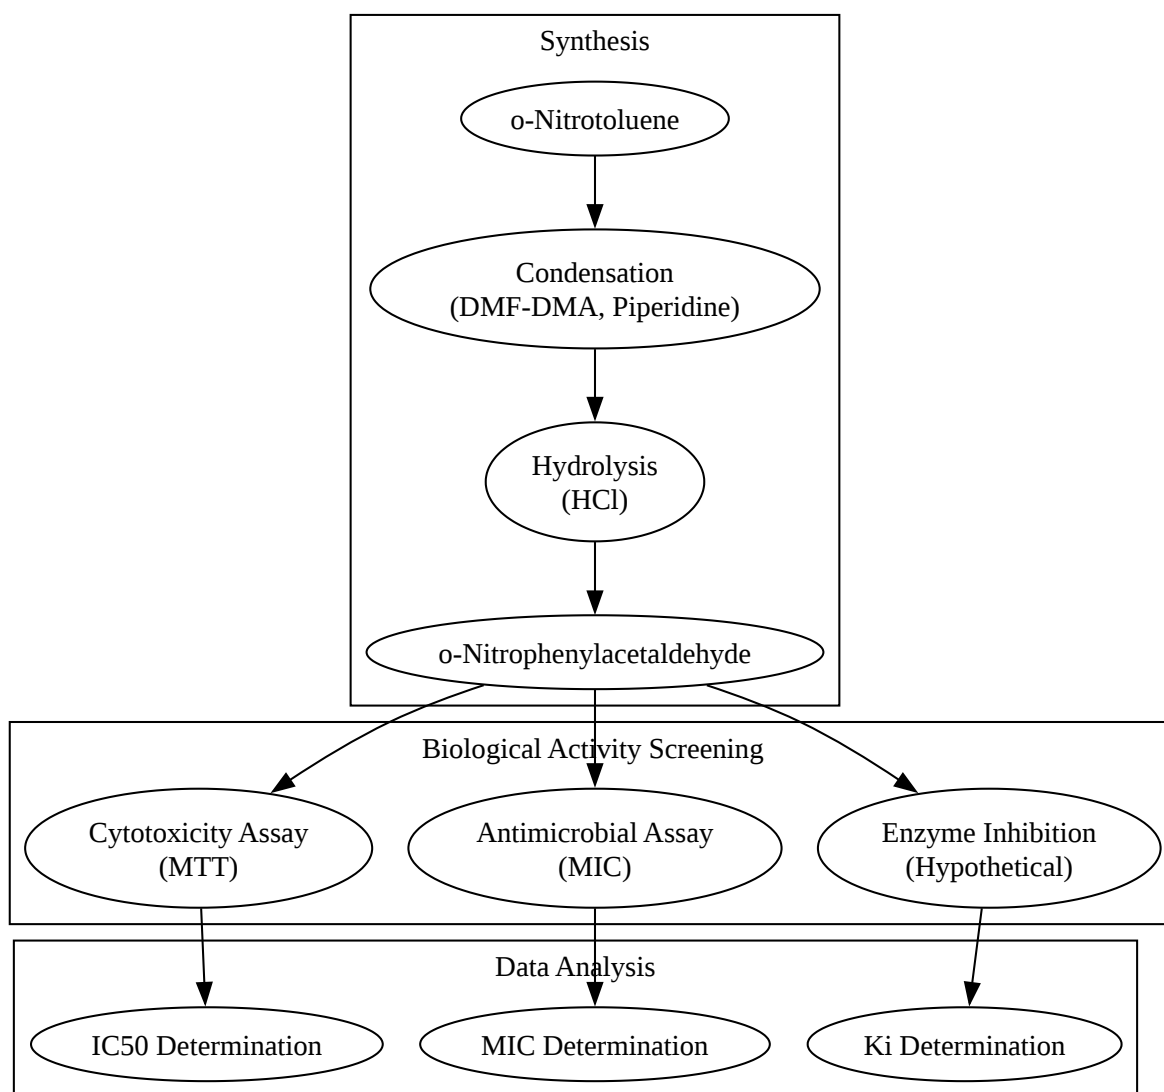 Synthesis
o-Nitrotoluene
Condensation
(DMF-DMA, Piperidine)
Hydrolysis
(HCl)
o-Nitrophenylacetaldehyde
Biological Activity Screening
Cytotoxicity Assay
(MTT)
Antimicrobial Assay
(MIC)
Enzyme Inhibition
(Hypothetical)
Data Analysis
IC50 Determination
MIC Determination
Ki Determination